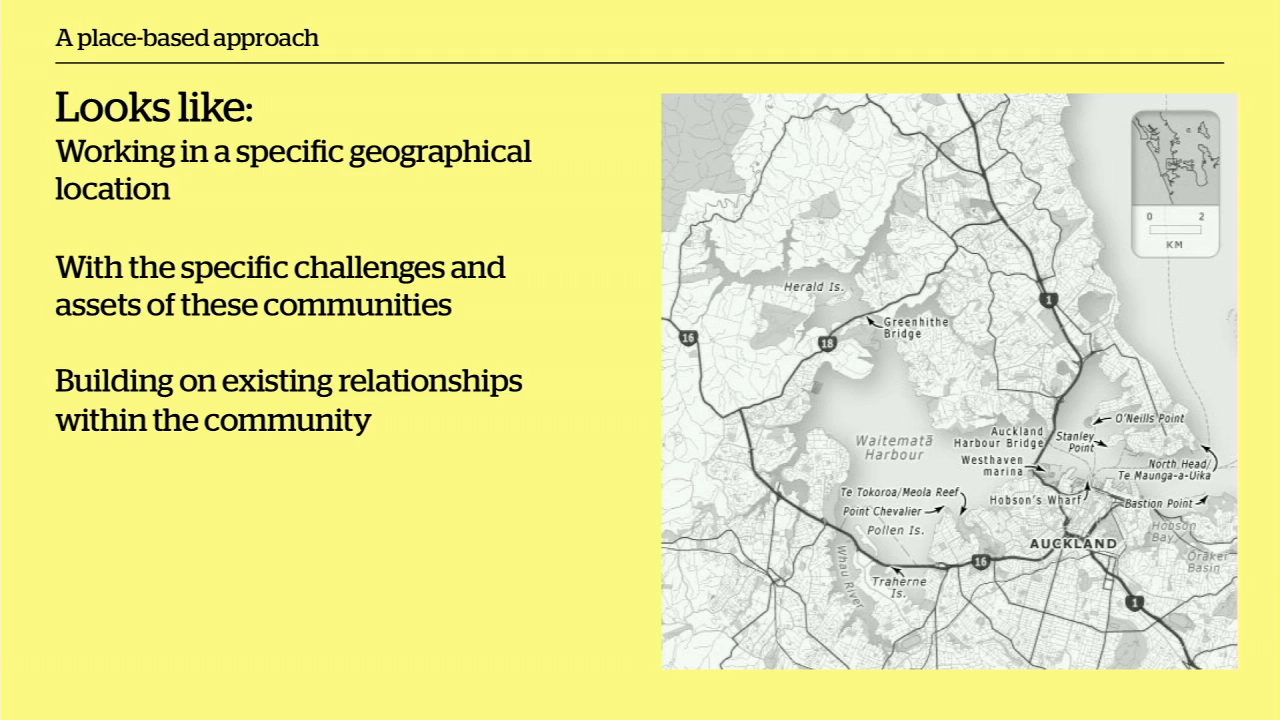 A place-based approach
Looks like:
Working in a specific geographical
location
With the specific challenges and
assets of these communities
Building on existing relationships
within the community
0 2
KM
Herald Is.
1
Greenhithe
Bridge
16
18
O'Neills Point
Auckland
Harbour Bridge
Stanley
Point
Waitematā
Harbour
Westhaven
marina
North Head/
Te Maunga-a-Uika
Te Tokoroa/Meola Reef
Hobson's Wharf
Bastion Point
Point Chevalier
Pollen Is.
Hobson
Bay
AUCKLAND
Ōrākei
Basin
Whau River
16
Traherne
Is.
1